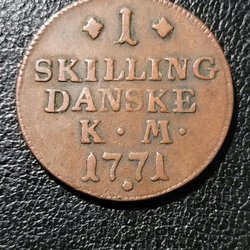 1
SKILLING
DANSKE
K · M ·
1771